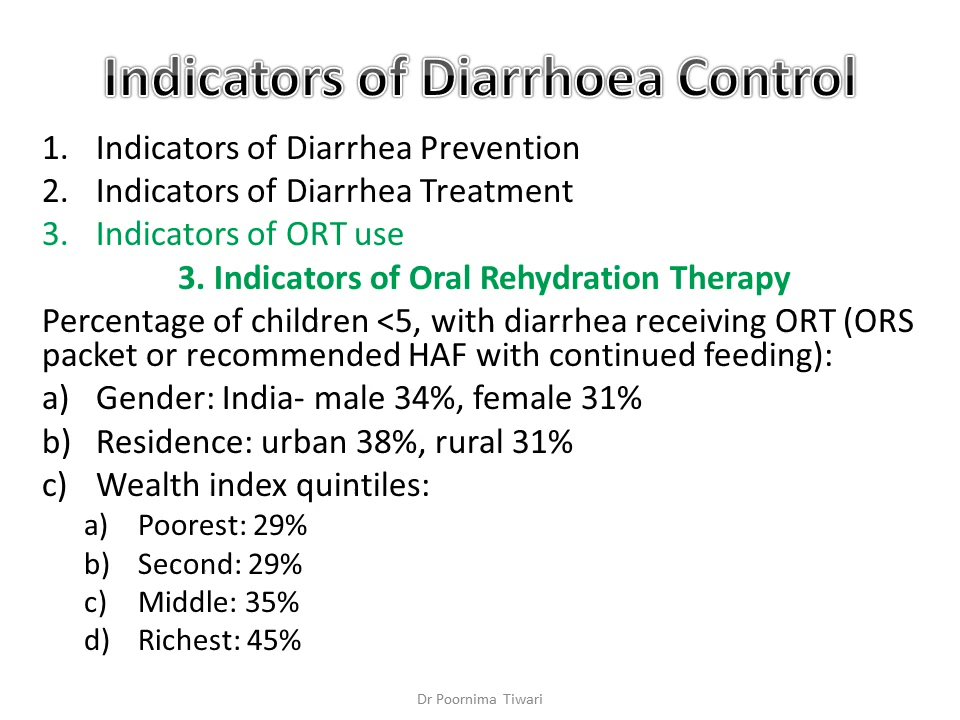 Indicators of Diarrhoea Control
1. Indicators of Diarrhea Prevention
2. Indicators of Diarrhea Treatment
3. Indicators of ORT use
3. Indicators of Oral Rehydration Therapy
Percentage of children <5, with diarrhea receiving ORT (ORS
packet or recommended HAF with continued feeding):
a) Gender: India- male 34%, female 31%
b) Residence: urban 38%, rural 31%
c) Wealth index quintiles:
a) Poorest: 29%
b) Second: 29%
c) Middle: 35%
d) Richest: 45%
Dr Poornima Tiwari